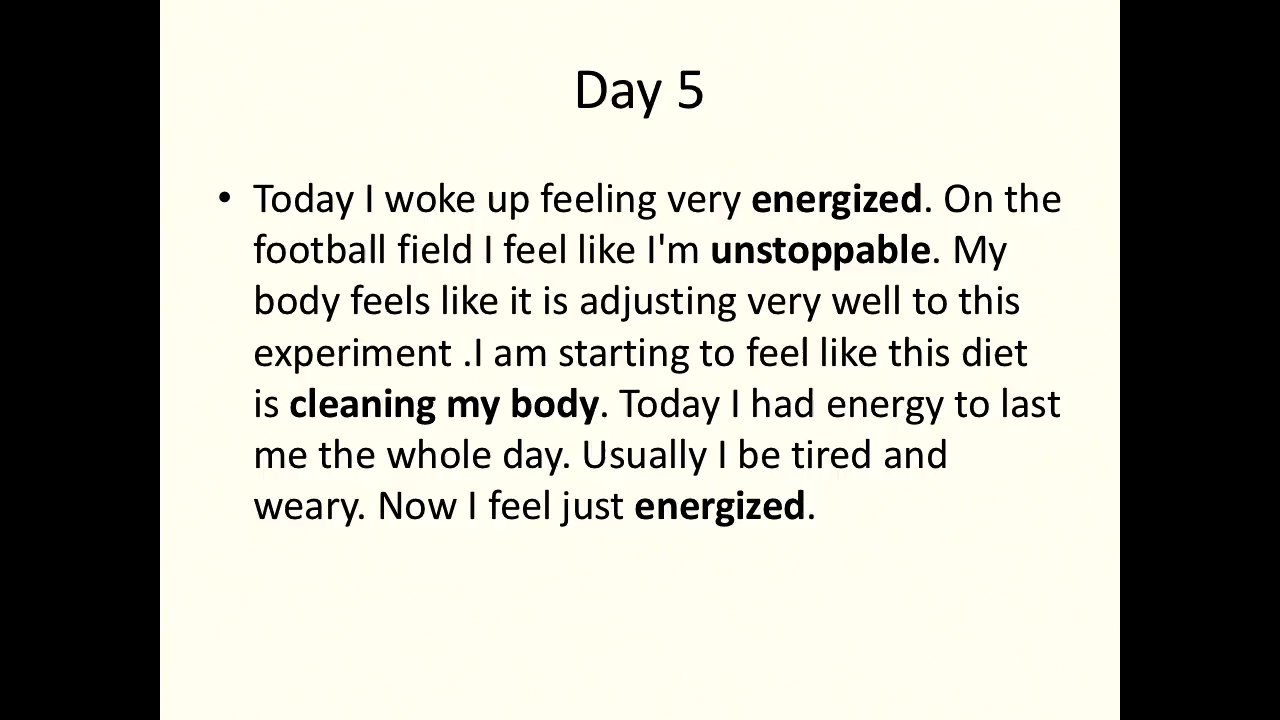 Day 5
• Today I woke up feeling very energized. On the
football field I feel like I'm unstoppable. My
body feels like it is adjusting very well to this
experiment .I am starting to feel like this diet
is cleaning my body. Today I had energy to last
me the whole day. Usually I be tired and
weary. Now I feel just energized.